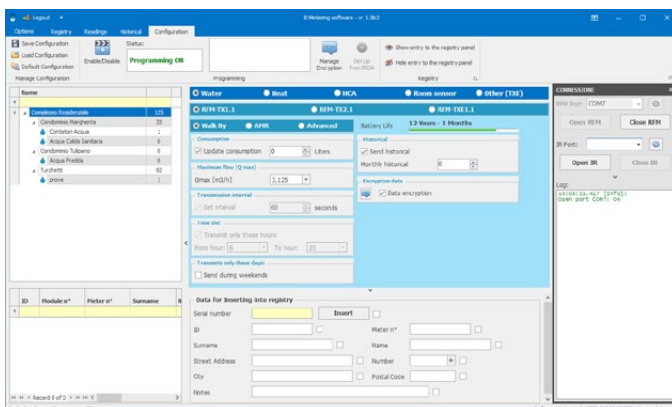 Logout
R Metering software - v 1.0b3
Options Registry Readings Historical Configuration
Save Configuration
Load Configuration
Default Configuration
Manage Configuration
Enable/Disable
Status:
Programming ON
Programming
Manage Encryption
Set Up From IRDA
Show entry to the registry panel
Hide entry to the registry panel
Registry
Name
Complesso Residenziale 125
Condominio Margherita 33
Contatori Acqua 1
Acqua Calda Sanitaria 0
Condominio Tulipano 0
Acqua Fredda 0
Turchetti 92
prove 1
Water Heat HCA Room sensor Other (TXE)
RFM-TX1.1 RFM-TX2.1 RFM-TXE1.1
Walk By AMR Advanced
Battery Life 12 Years - 1 Months
Consumption
Update consumption 0 Liters
Maximum flow (Q max)
Qmax [m3/h] 3,125
Transmission interval
Set interval 60 seconds
Time slot
Transmit only these hours:
From hour: 6 To hour: 20
Transmits only these days:
Send during weekends
Historical
Send historical
Monthly historical 0
Encryption data
Data encryption
CONNESSIONE
RFM Port: COM7
Open RFM Close RFM
IR Port:
Open IR Close IR
Log:
Open port COM7: OK
ID Module n° Meter n° Surname
Record 0 of 0
Data for Inserting into registry
Serial number Insert
ID Meter n°
Surname Name
Street Address Number
City Postal Code
Notes